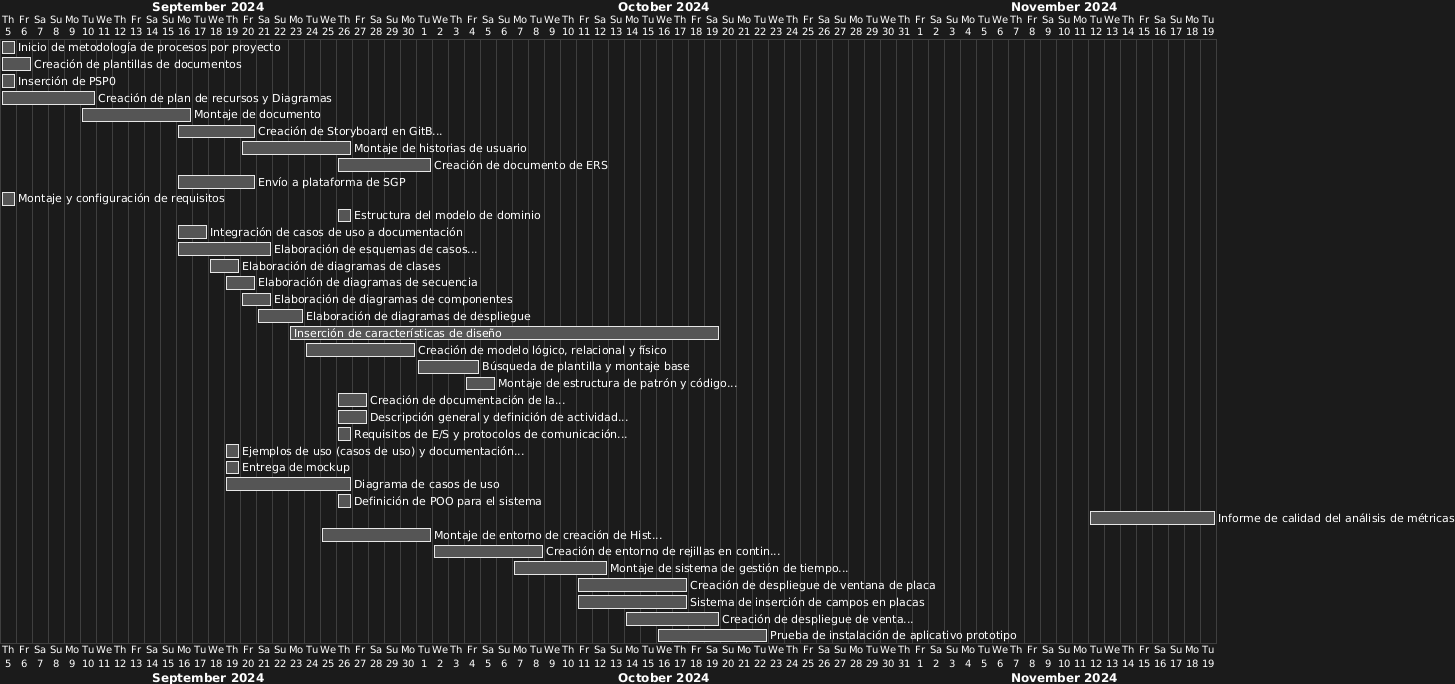 September 2024 October 2024 November 2024
Th Fr Sa Su Mo Tu We Th Fr Sa Su Mo Tu We Th Fr Sa Su Mo Tu We Th Fr Sa Su Mo Tu We Th Fr Sa Su Mo Tu We Th Fr Sa Su Mo Tu We Th Fr Sa Su Mo Tu We Th Fr Sa Su Mo Tu We Th Fr Sa Su Mo Tu We Th Fr Sa Su Mo Tu We Th Fr Sa Su Mo Tu
5 6 7 8 9 10 11 12 13 14 15 16 17 18 19 20 21 22 23 24 25 26 27 28 29 30 1 2 3 4 5 6 7 8 9 10 11 12 13 14 15 16 17 18 19 20 21 22 23 24 25 26 27 28 29 30 31 1 2 3 4 5 6 7 8 9 10 11 12 13 14 15 16 17 18 19
Inicio de metodología de procesos por proyecto
Creación de plantillas de documentos
Inserción de PSP0
Creación de plan de recursos y Diagramas
Montaje de documento
Creación de Storyboard en GitB...
Montaje de historias de usuario
Creación de documento de ERS
Envío a plataforma de SGP
Montaje y configuración de requisitos
Estructura del modelo de dominio
Integración de casos de uso a documentación
Elaboración de esquemas de casos...
Elaboración de diagramas de clases
Elaboración de diagramas de secuencia
Elaboración de diagramas de componentes
Elaboración de diagramas de despliegue
Inserción de características de diseño
Creación de modelo lógico, relacional y físico
Búsqueda de plantilla y montaje base
Montaje de estructura de patrón y código...
Creación de documentación de la...
Descripción general y definición de actividad...
Requisitos de E/S y protocolos de comunicación...
Ejemplos de uso (casos de uso) y documentación...
Entrega de mockup
Diagrama de casos de uso
Definición de POO para el sistema
Informe de calidad del análisis de métricas
Montaje de entorno de creación de Hist...
Creación de entorno de rejillas en contin...
Montaje de sistema de gestión de tiempo...
Creación de despliegue de ventana de placa
Sistema de inserción de campos en placas
Creación de despliegue de venta...
Prueba de instalación de aplicativo prototipo
Th Fr Sa Su Mo Tu We Th Fr Sa Su Mo Tu We Th Fr Sa Su Mo Tu We Th Fr Sa Su Mo Tu We Th Fr Sa Su Mo Tu We Th Fr Sa Su Mo Tu We Th Fr Sa Su Mo Tu We Th Fr Sa Su Mo Tu We Th Fr Sa Su Mo Tu We Th Fr Sa Su Mo Tu We Th Fr Sa Su Mo Tu
5 6 7 8 9 10 11 12 13 14 15 16 17 18 19 20 21 22 23 24 25 26 27 28 29 30 1 2 3 4 5 6 7 8 9 10 11 12 13 14 15 16 17 18 19 20 21 22 23 24 25 26 27 28 29 30 31 1 2 3 4 5 6 7 8 9 10 11 12 13 14 15 16 17 18 19
September 2024 October 2024 November 2024